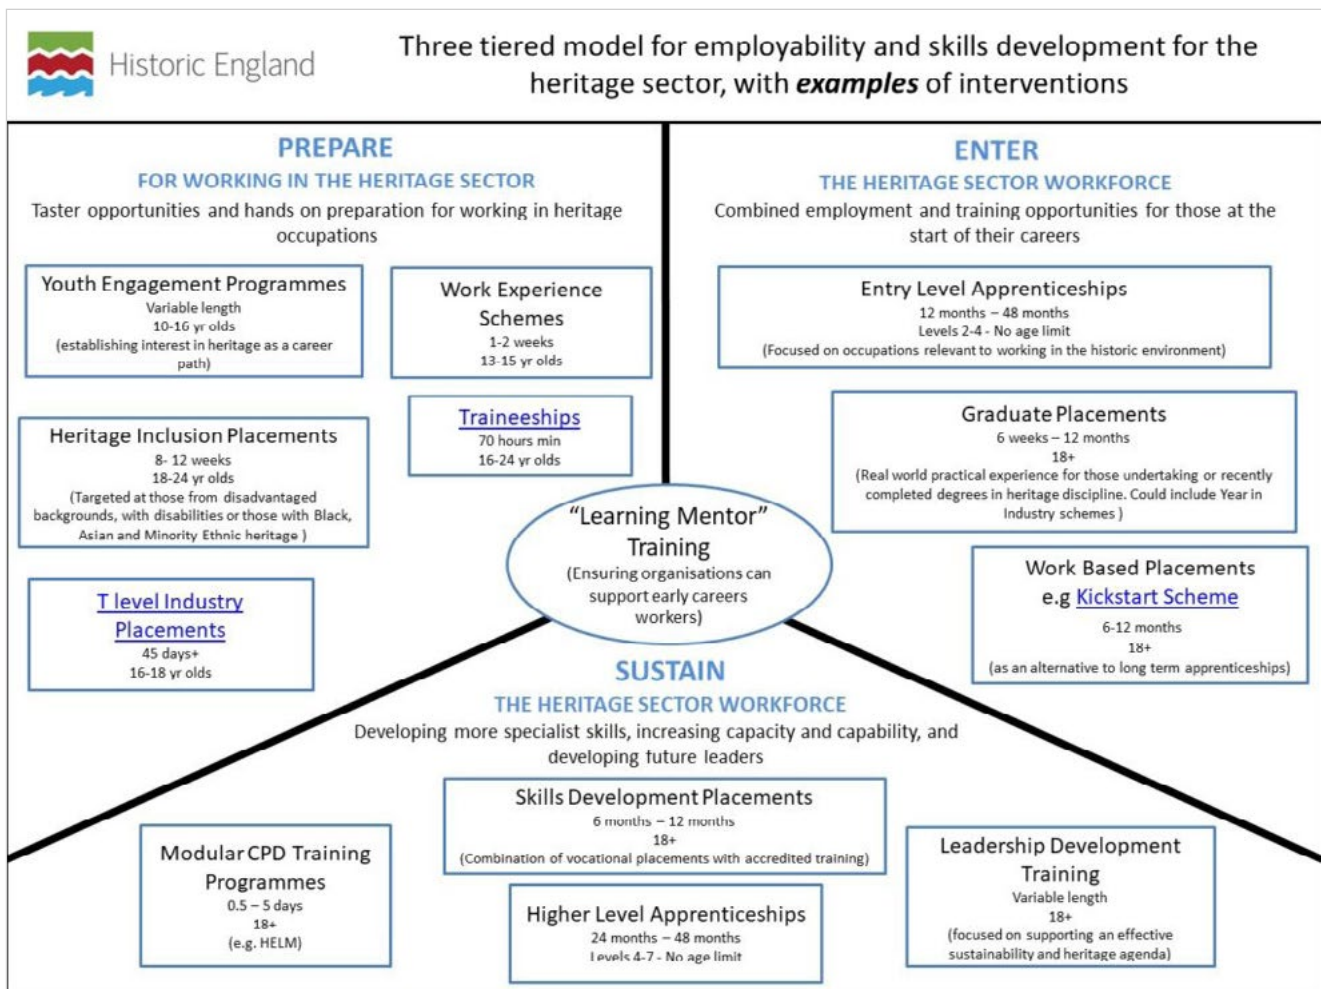 Historic England
Three tiered model for employability and skills development for the
heritage sector, with examples of interventions
PREPARE
FOR WORKING IN THE HERITAGE SECTOR
Taster opportunities and hands on preparation for working in heritage
occupations
Youth Engagement Programmes
Variable length
10-16 yr olds
(establishing interest in heritage as a career
path)
Work Experience
Schemes
1-2 weeks
13-15 yr olds
Traineeships
70 hours min
16-24 yr olds
Heritage Inclusion Placements
8- 12 weeks
18-24 yr olds
(Targeted at those from disadvantaged
backgrounds, with disabilities or those with Black,
Asian and Minority Ethnic heritage )
T level Industry
Placements
45 days+
16-18 yr olds
ENTER
THE HERITAGE SECTOR WORKFORCE
Combined employment and training opportunities for those at the
start of their careers
Entry Level Apprenticeships
12 months – 48 months
Levels 2-4 - No age limit
(Focused on occupations relevant to working in the historic environment)
Graduate Placements
6 weeks – 12 months
18+
(Real world practical experience for those undertaking or recently
completed degrees in heritage discipline. Could include Year in
Industry schemes )
Work Based Placements
e.g Kickstart Scheme
6-12 months
18+
(as an alternative to long term apprenticeships)
"Learning Mentor"
Training
(Ensuring organisations can
support early careers
workers)
SUSTAIN
THE HERITAGE SECTOR WORKFORCE
Developing more specialist skills, increasing capacity and capability, and
developing future leaders
Skills Development Placements
6 months – 12 months
18+
(Combination of vocational placements with accredited training)
Modular CPD Training
Programmes
0.5 – 5 days
18+
(e.g. HELM)
Higher Level Apprenticeships
24 months – 48 months
Levels 4-7 - No age limit
Leadership Development
Training
Variable length
18+
(focused on supporting an effective
sustainability and heritage agenda)